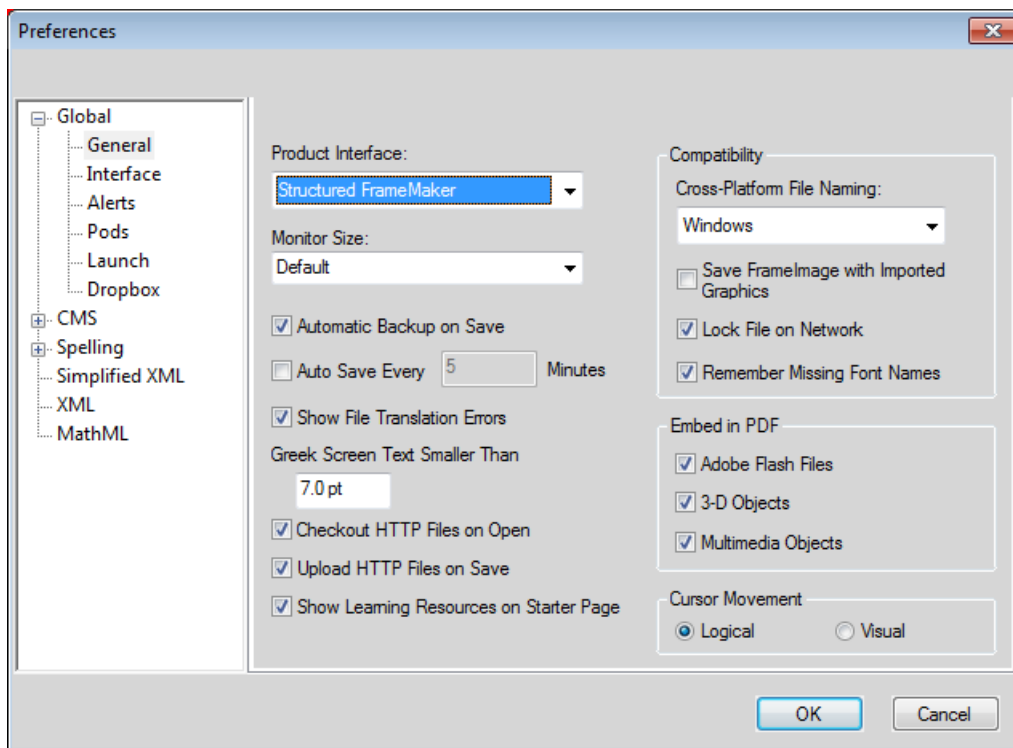 Preferences
Global
General
Interface
Alerts
Pods
Launch
Dropbox
CMS
Spelling
Simplified XML
XML
MathML
Product Interface:
Structured FrameMaker
Monitor Size:
Default
Automatic Backup on Save
Auto Save Every 5 Minutes
Show File Translation Errors
Greek Screen Text Smaller Than
7.0 pt
Checkout HTTP Files on Open
Upload HTTP Files on Save
Show Learning Resources on Starter Page
Compatibility
Cross-Platform File Naming:
Windows
Save FrameImage with Imported
Graphics
Lock File on Network
Remember Missing Font Names
Embed in PDF
Adobe Flash Files
3-D Objects
Multimedia Objects
Cursor Movement
Logical Visual
OK Cancel